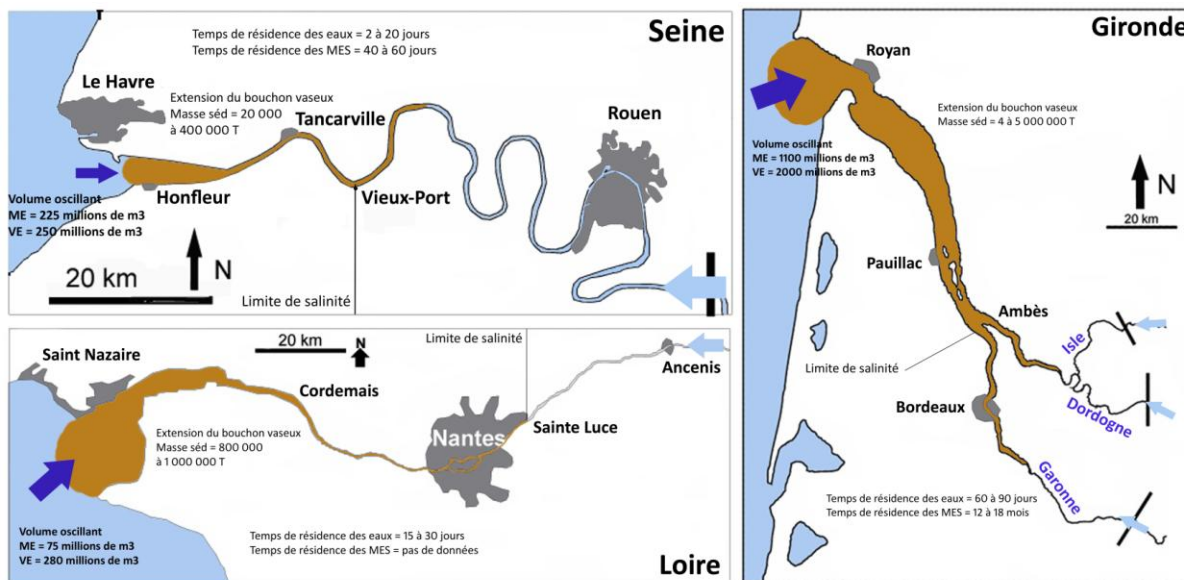 Seine
Temps de résidence des eaux = 2 à 20 jours
Temps de résidence des MES = 40 à 60 jours
Le Havre
Extension du bouchon vaseux
Masse séd = 20 000
à 400 000 T
Tancarville
Rouen
Honfleur
Vieux-Port
Volume oscillant
ME = 225 millions de m3
VE = 250 millions de m3
N
20 km
Limite de salinité
20 km
N
Limite de salinité
Saint Nazaire
Cordemais
Ancenis
Sainte Luce
Nantes
Extension du bouchon vaseux
Masse séd = 800 000
à 1 000 000 T
Volume oscillant
ME = 75 millions de m3
VE = 280 millions de m3
Temps de résidence des eaux = 15 à 30 jours
Temps de résidence des MES = pas de données
Loire
Gironde
Royan
Extension du bouchon vaseux
Masse séd = 4 à 5 000 000 T
Volume oscillant
ME = 1100 millions de m3
VE = 2000 millions de m3
N
20 km
Pauillac
Ambès
Isle
Limite de salinité
Dordogne
Bordeaux
Garonne
Temps de résidence des eaux = 60 à 90 jours
Temps de résidence des MES = 12 à 18 mois